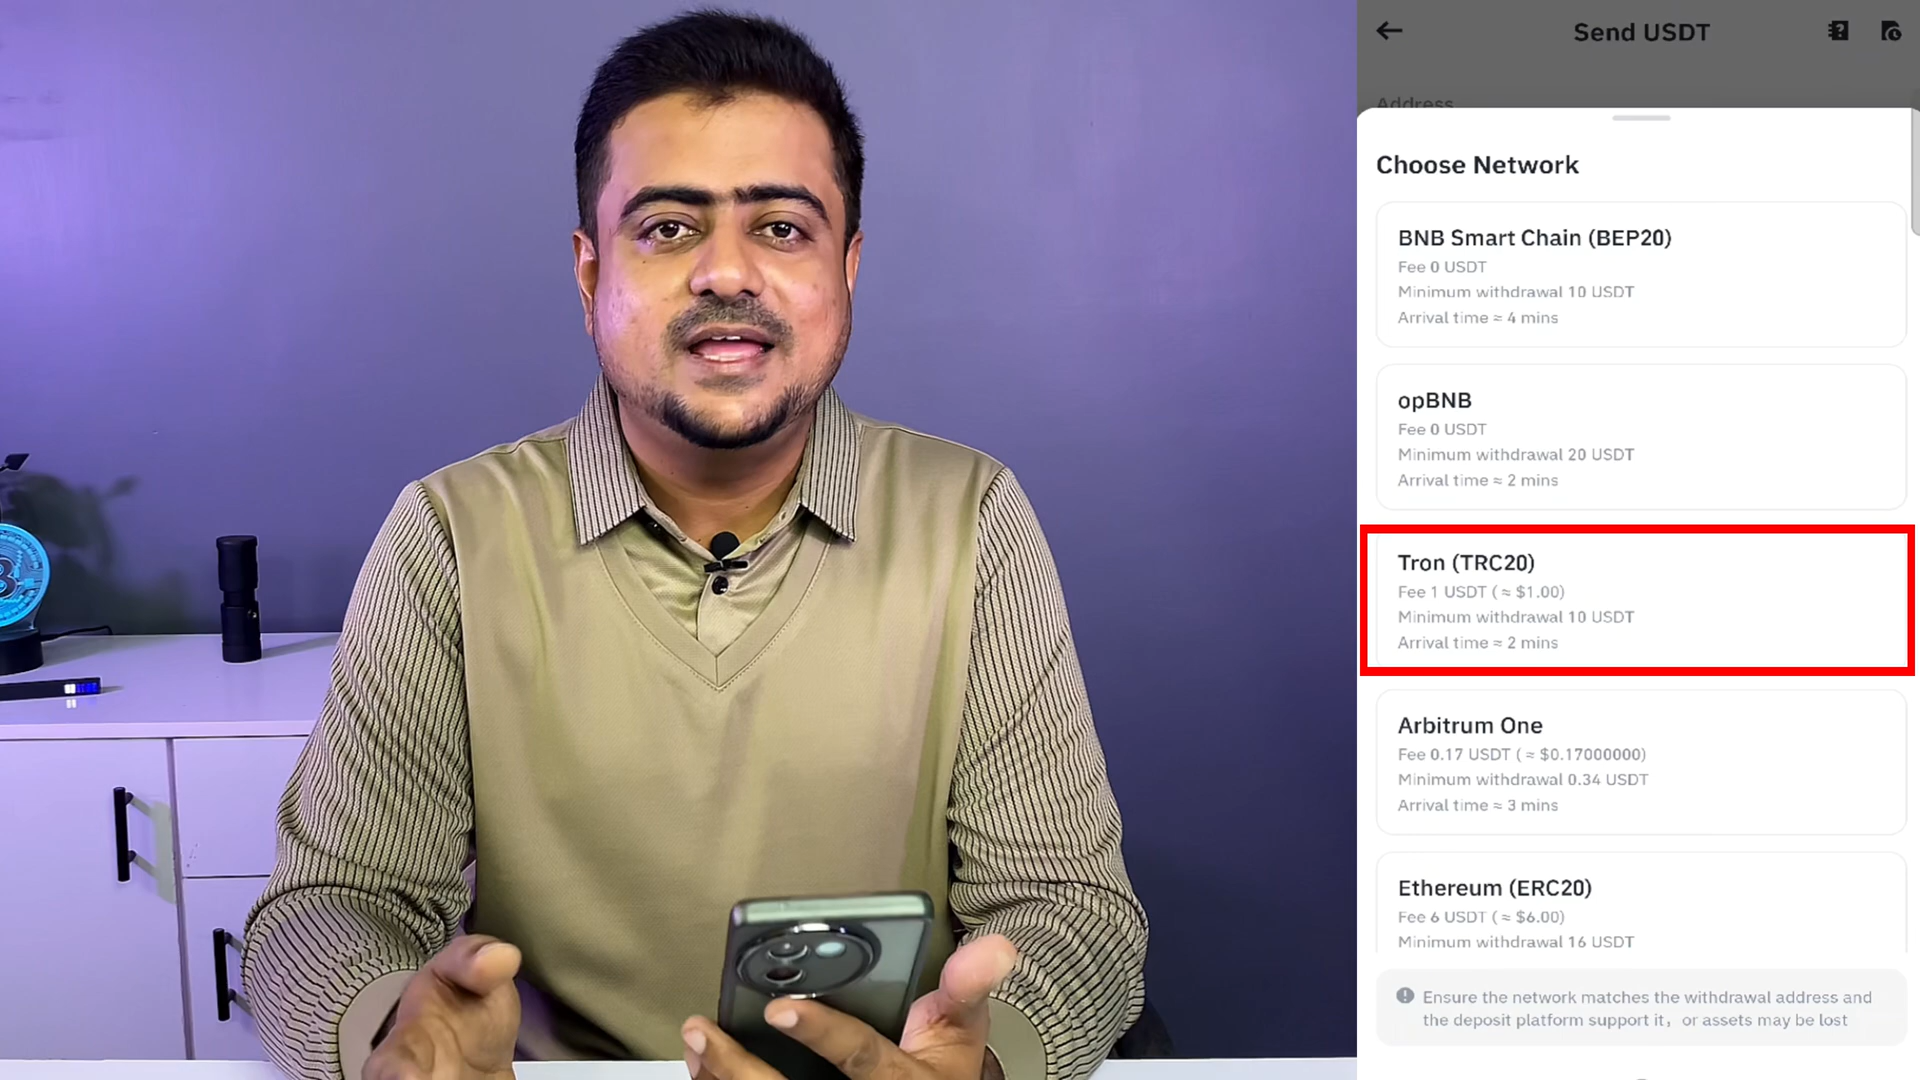 Send USDT
Address
Choose Network
BNB Smart Chain (BEP20)
Fee 0 USDT
Minimum withdrawal 10 USDT
Arrival time ≈ 4 mins
opBNB
Fee 0 USDT
Minimum withdrawal 20 USDT
Arrival time ≈ 2 mins
Tron (TRC20)
Fee 1 USDT ( ≈ $1.00)
Minimum withdrawal 10 USDT
Arrival time ≈ 2 mins
Arbitrum One
Fee 0.17 USDT ( ≈ $0.17000000)
Minimum withdrawal 0.34 USDT
Arrival time ≈ 3 mins
Ethereum (ERC20)
Fee 6 USDT ( ≈ $6.00)
Minimum withdrawal 16 USDT
Ensure the network matches the withdrawal address and
the deposit platform support it, or assets may be lost